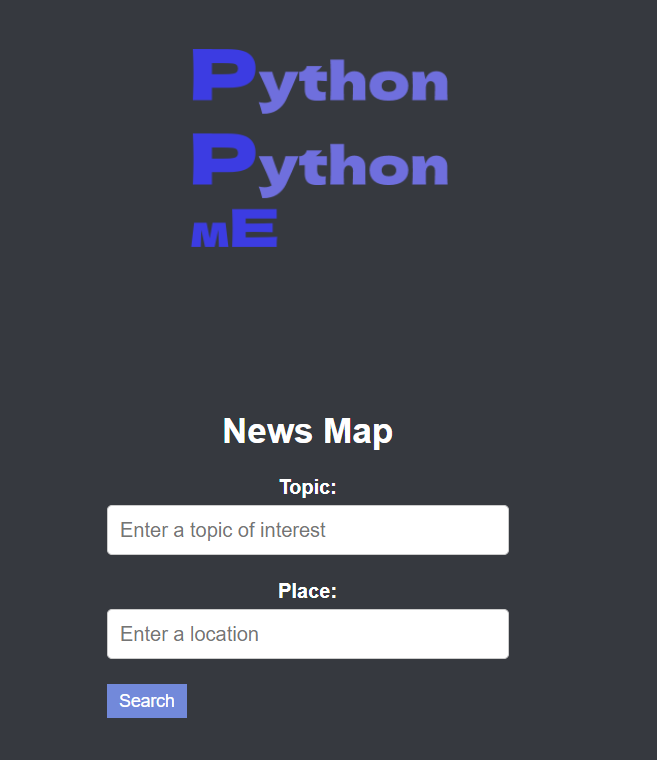 Python
Python
mE
News Map
Topic:
Enter a topic of interest
Place:
Enter a location
Search